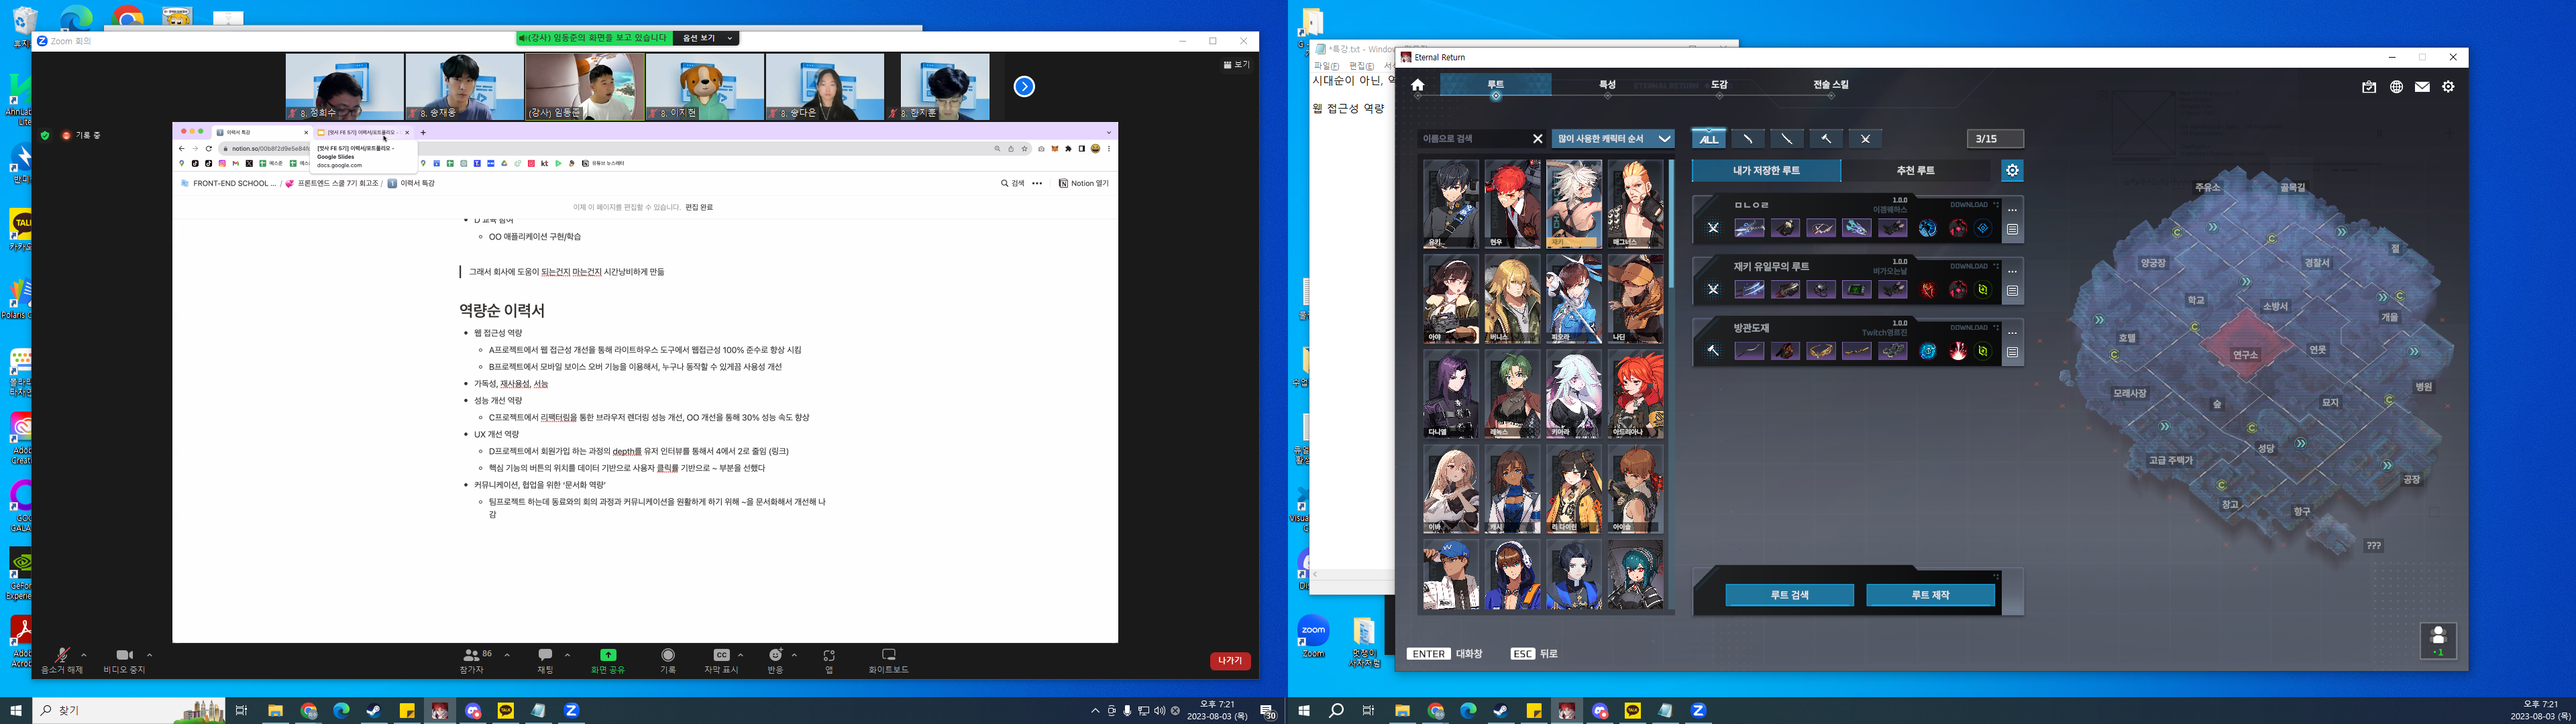 Zoom 회의
(강사) 임동준의 화면을 보고 있습니다
옵션 보기
보기
8. 정희수
8. 송재웅
(강사) 임동준
8. 이지현
8. 송다은
8. 한지훈
기록 중
이력서 특강
[멋사 FE 5기] 이력서/포트폴리오 -
[멋사 FE 5기] 이력서/포트폴리오 -
Google Slides
docs.google.com
FRONT-END SCHOOL ... / 프론트엔드 스쿨 7기 회고조 / 이력서 특강
검색
Notion 열기
이제 이 페이지를 편집할 수 있습니다. 편집 완료
D 교육 참여
OO 애플리케이션 구현/학습
그래서 회사에 도움이 되는건지 마는건지 시간낭비하게 만듦
역량순 이력서
웹 접근성 역량
A프로젝트에서 웹 접근성 개선을 통해 라이트하우스 도구에서 웹접근성 100% 준수로 향상 시킴
B프로젝트에서 모바일 보이스 오버 기능을 이용해서, 누구나 동작할 수 있게끔 사용성 개선
가독성, 재사용성, 서능
성능 개선 역량
C프로젝트에서 리팩터링을 통한 브라우저 렌더링 성능 개선, OO 개선을 통해 30% 성능 속도 향상
UX 개선 역량
D프로젝트에서 회원가입 하는 과정의 depth를 유저 인터뷰를 통해서 4에서 2로 줄임 (링크)
핵심 기능의 버튼의 위치를 데이터 기반으로 사용자 클릭률 기반으로 ~ 부분을 선했다
커뮤니케이션, 협업을 위한 '문서화 역량'
팀프로젝트 하는데 동료와의 회의 과정과 커뮤니케이션을 원활하게 하기 위해 ~을 문서화해서 개선해 나
감
음소거 해제
비디오 중지
참가자
86
채팅
화면 공유
기록
자막 표시
반응
앱
화이트보드
나가기
찾기
오후 7:21
2023-08-03 (목)
30
*특강.txt - Windo
파일(F) 편집(E)
시대순이 아닌, 역
웹 접근성 역량
Eternal Return
루트
특성
도감
전술 스킬
이름으로 검색
많이 사용한 캐릭터 순서
ALL
3/15
내가 저장한 루트
추천 루트
유키
현우
재키
매그너스
아야
버니스
피오라
나딘
다니엘
레녹스
키아라
아드리아나
이바
캐시
리 다이린
아이솔
ㅁㄴㅇㄹ
1.0.0
이겜웨하스
DOWNLOAD
재키 유일무의 루트
1.0.0
비가오는날
DOWNLOAD
방관도재
1.0.0
Twitch염르진
DOWNLOAD
루트 검색
루트 제작
주유소
골목길
절
양궁장
경찰서
학교
소방서
개울
호텔
연구소
연못
병원
모래사장
숲
묘지
성당
고급 주택가
공장
창고
항구
???
ENTER 대화창
ESC 뒤로
Zoom
오후 7:21
2023-08-03 (목)